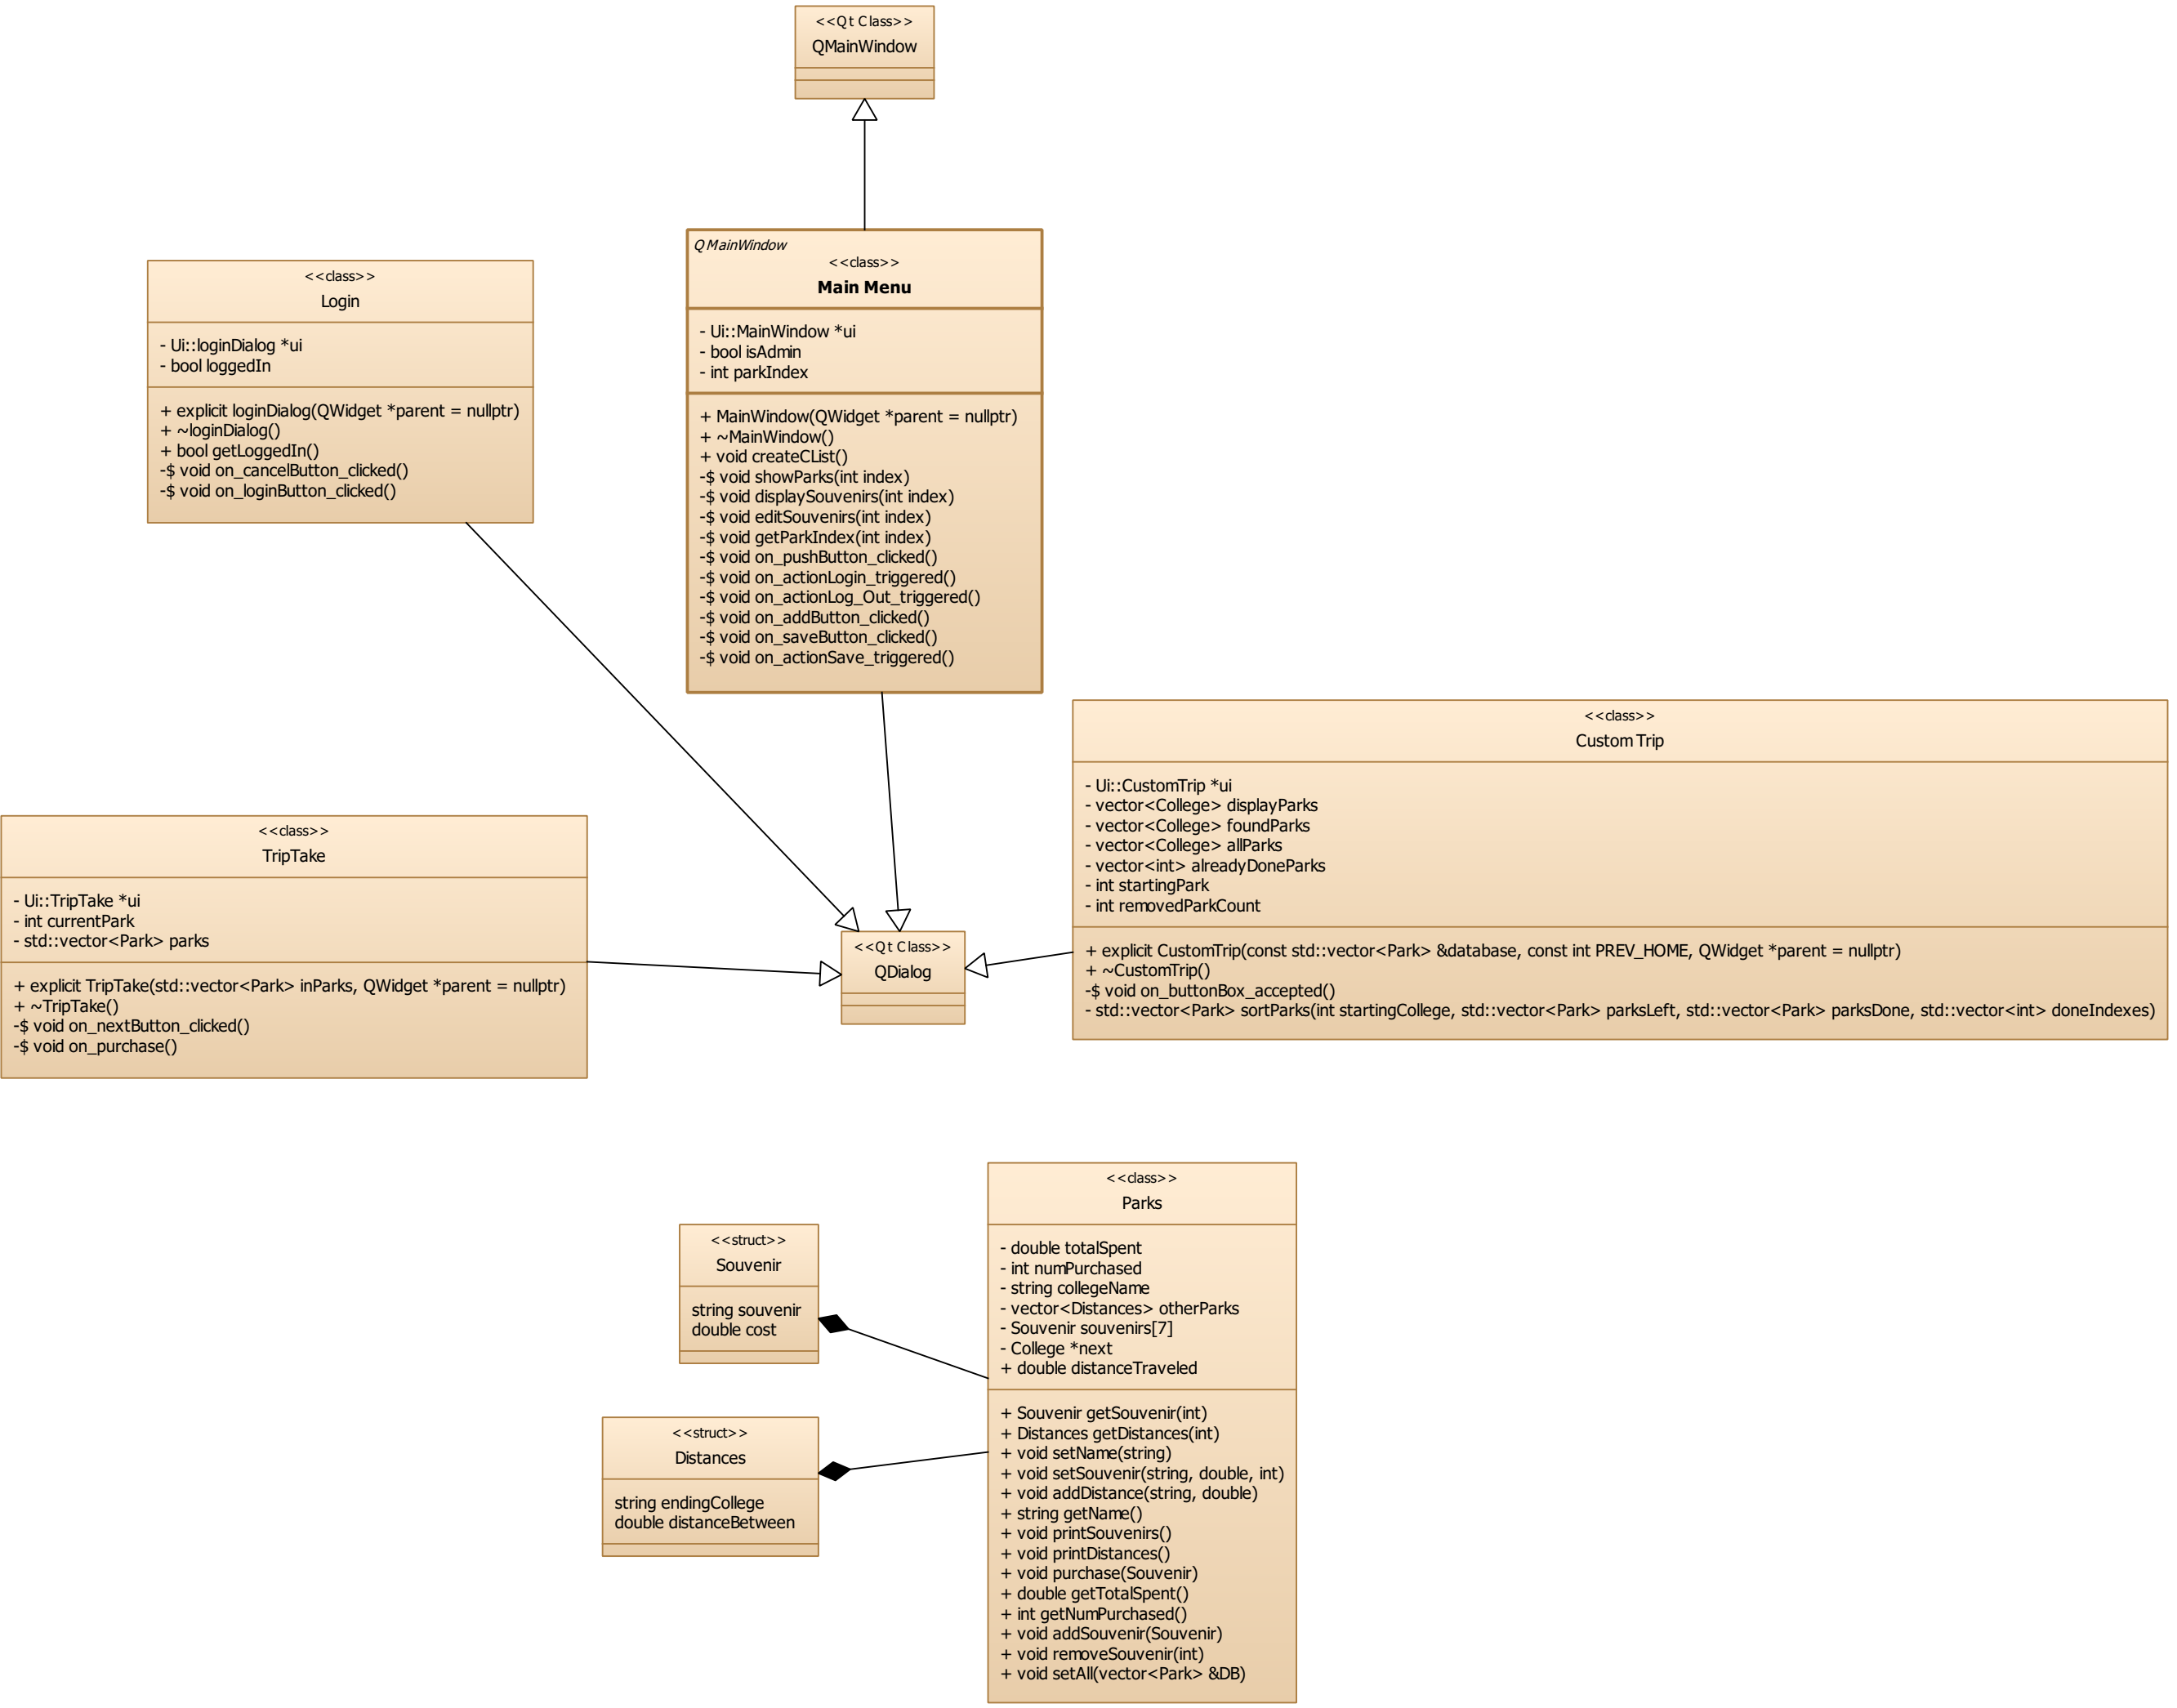 <<Qt Class>>
QMainWindow
QMainWindow
<<class>>
Main Menu
- Ui::MainWindow *ui
- bool isAdmin
- int parkIndex
+ MainWindow(QWidget *parent = nullptr)
+ ~MainWindow()
+ void createCList()
-$ void showParks(int index)
-$ void displaySouvenirs(int index)
-$ void editSouvenirs(int index)
-$ void getParkIndex(int index)
-$ void on_pushButton_clicked()
-$ void on_actionLogin_triggered()
-$ void on_actionLog_Out_triggered()
-$ void on_addButton_clicked()
-$ void on_saveButton_clicked()
-$ void on_actionSave_triggered()
<<class>>
Login
- Ui::loginDialog *ui
- bool loggedIn
+ explicit loginDialog(QWidget *parent = nullptr)
+ ~loginDialog()
+ bool getLoggedIn()
-$ void on_cancelButton_clicked()
-$ void on_loginButton_clicked()
<<class>>
Custom Trip
- Ui::CustomTrip *ui
- vector<College> displayParks
- vector<College> foundParks
- vector<College> allParks
- vector<int> alreadyDoneParks
- int startingPark
- int removedParkCount
+ explicit CustomTrip(const std::vector<Park> &database, const int PREV_HOME, QWidget *parent = nullptr)
+ ~CustomTrip()
-$ void on_buttonBox_accepted()
- std::vector<Park> sortParks(int startingCollege, std::vector<Park> parksLeft, std::vector<Park> parksDone, std::vector<int> doneIndexes)
<<class>>
TripTake
- Ui::TripTake *ui
- int currentPark
- std::vector<Park> parks
+ explicit TripTake(std::vector<Park> inParks, QWidget *parent = nullptr)
+ ~TripTake()
-$ void on_nextButton_clicked()
-$ void on_purchase()
<<Qt Class>>
QDialog
<<class>>
Parks
- double totalSpent
- int numPurchased
- string collegeName
- vector<Distances> otherParks
- Souvenir souvenirs[7]
- College *next
+ double distanceTraveled
+ Souvenir getSouvenir(int)
+ Distances getDistances(int)
+ void setName(string)
+ void setSouvenir(string, double, int)
+ void addDistance(string, double)
+ string getName()
+ void printSouvenirs()
+ void printDistances()
+ void purchase(Souvenir)
+ double getTotalSpent()
+ int getNumPurchased()
+ void addSouvenir(Souvenir)
+ void removeSouvenir(int)
+ void setAll(vector<Park> &DB)
<<struct>>
Souvenir
string souvenir
double cost
<<struct>>
Distances
string endingCollege
double distanceBetween